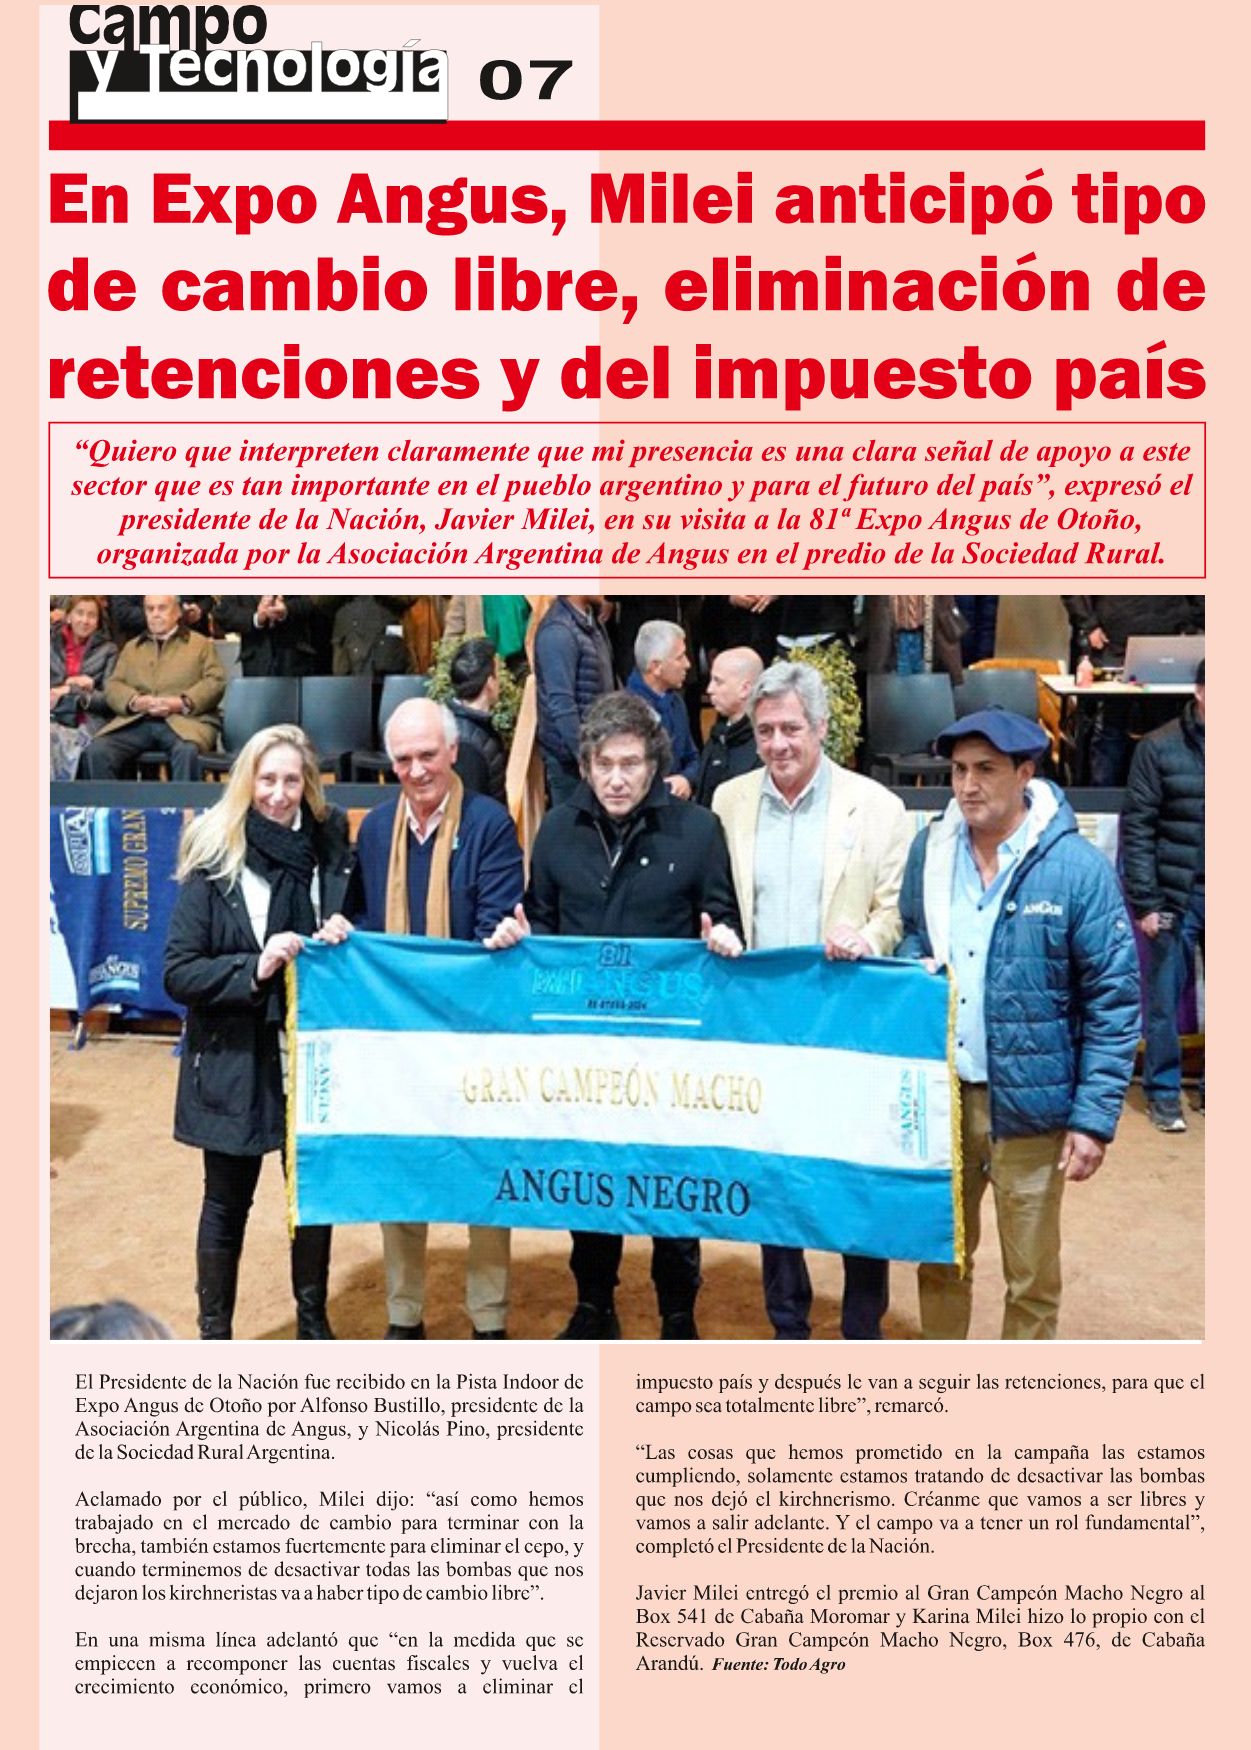 Campo
y Tecnología 07
En Expo Angus, Milei anticipó tipo
de cambio libre, eliminación de
retenciones y del impuesto país
“Quiero que interpreten claramente que mi presencia es una clara señal de apoyo a este
sector que es tan importante en el pueblo argentino y para el futuro del país”, expresó el
presidente de la Nación, Javier Milei, en su visita a la 81ª Expo Angus de Otoño,
organizada por la Asociación Argentina de Angus en el predio de la Sociedad Rural.
SUPREMO GRAN
ANGUS
ANGUS
81
ANGUS
GRAN CAMPEÓN MACHO
ANGUS
ANGUS
ANGUS NEGRO
El Presidente de la Nación fue recibido en la Pista Indoor de
Expo Angus de Otoño por Alfonso Bustillo, presidente de la
Asociación Argentina de Angus, y Nicolás Pino, presidente
de la Sociedad Rural Argentina.
Aclamado por el público, Milei dijo: “así como hemos
trabajado en el mercado de cambio para terminar con la
brecha, también estamos fuertemente para eliminar el cepo, y
cuando terminemos de desactivar todas las bombas que nos
dejaron los kirchneristas va a haber tipo de cambio libre”.
En una misma línea adelantó que “en la medida que se
empiecen a recomponer las cuentas fiscales y vuelva el
crecimiento económico, primero vamos a eliminar el
impuesto país y después le van a seguir las retenciones, para que el
campo sea totalmente libre”, remarcó.
“Las cosas que hemos prometido en la campaña las estamos
cumpliendo, solamente estamos tratando de desactivar las bombas
que nos dejó el kirchnerismo. Créanme que vamos a ser libres y
vamos a salir adelante. Y el campo va a tener un rol fundamental”,
completó el Presidente de la Nación.
Javier Milei entregó el premio al Gran Campeón Macho Negro al
Box 541 de Cabaña Moromar y Karina Milei hizo lo propio con el
Reservado Gran Campeón Macho Negro, Box 476, de Cabaña
Arandú. Fuente: Todo Agro